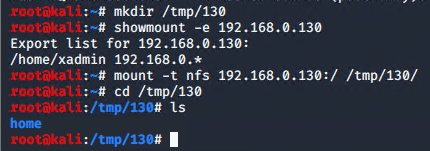 root@kali:~# mkdir /tmp/130
root@kali:~# showmount -e 192.168.0.130
Export list for 192.168.0.130:
/home/xadmin 192.168.0.*
root@kali:~# mount -t nfs 192.168.0.130:/ /tmp/130/
root@kali:~# cd /tmp/130
root@kali:/tmp/130# ls
home
root@kali:/tmp/130#